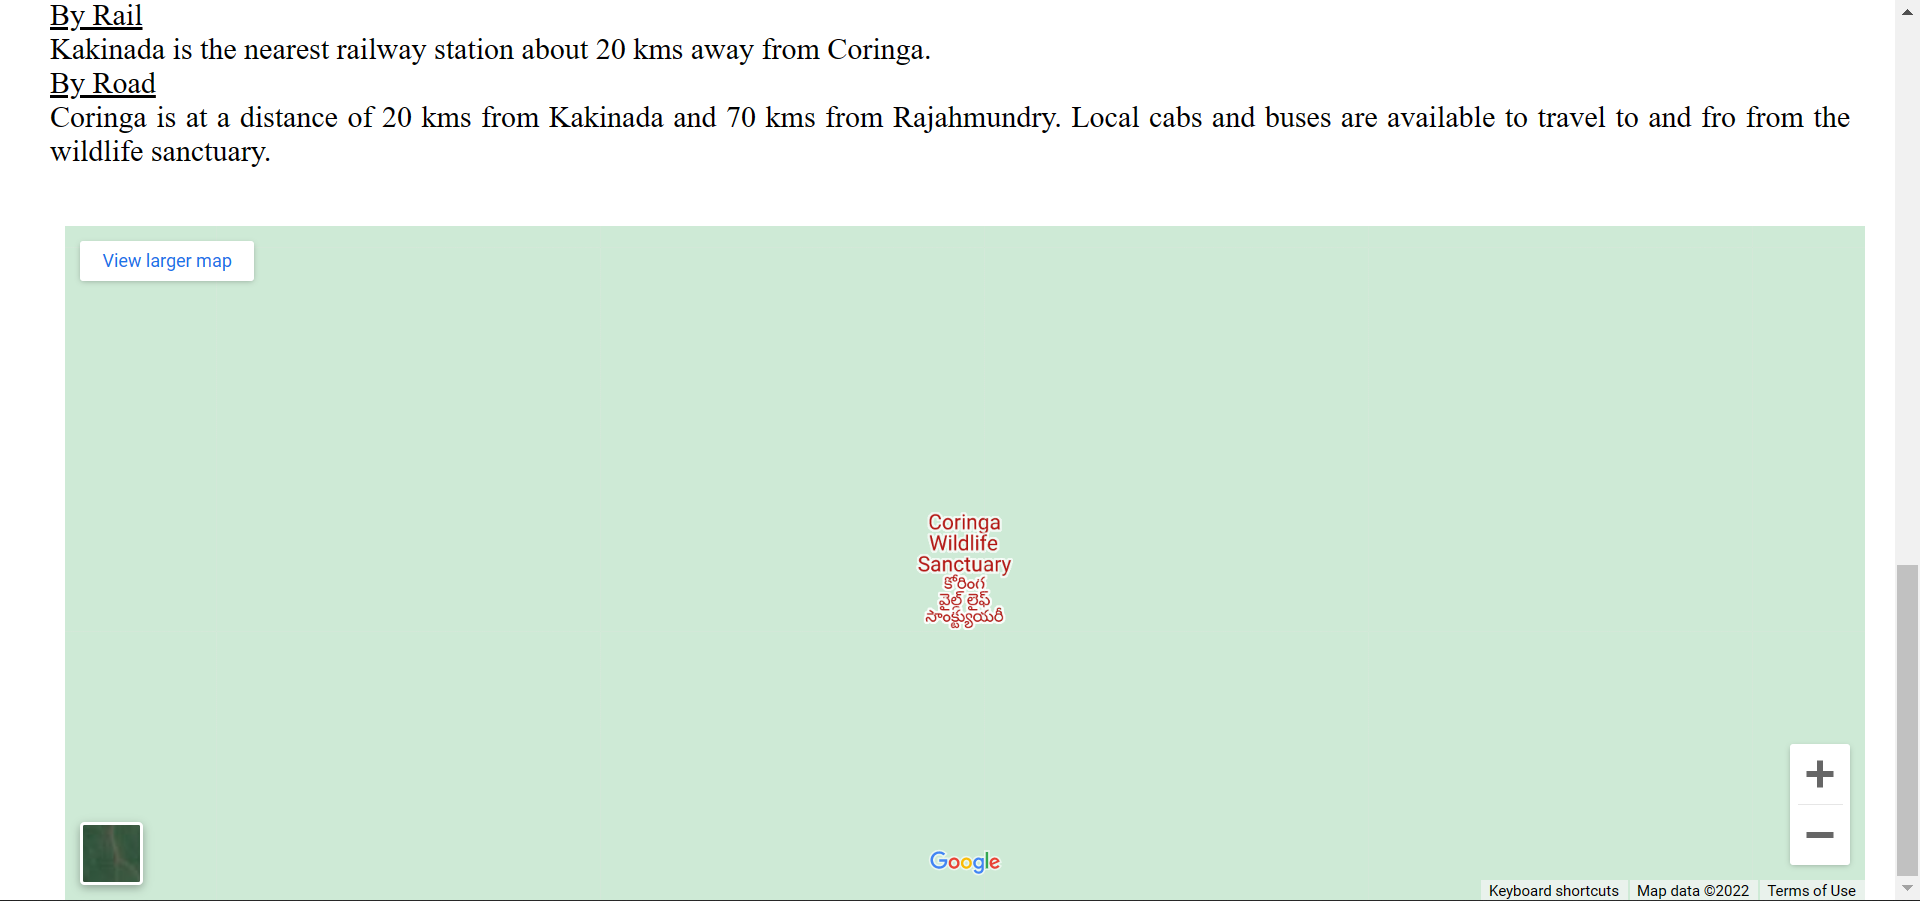 By Rail
Kakinada is the nearest railway station about 20 kms away from Coringa.
By Road
Coringa is at a distance of 20 kms from Kakinada and 70 kms from Rajahmundry. Local cabs and buses are available to travel to and fro from the
wildlife sanctuary.
View larger map
Coringa
Wildlife
Sanctuary
కోరింగ
వైల్డ్ లైఫ్
సాంక్ట్యుయరీ
Google
Keyboard shortcuts Map data ©2022 Terms of Use